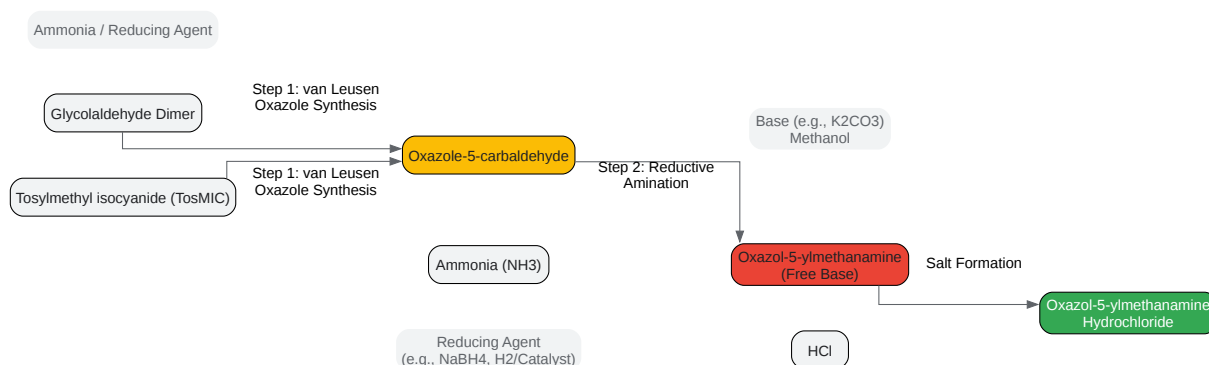 Ammonia / Reducing Agent
Glycolaldehyde Dimer
Step 1: van Leusen
Oxazole Synthesis
Tosylmethyl isocyanide (TosMIC)
Step 1: van Leusen
Oxazole Synthesis
Oxazole-5-carbaldehyde
Step 2: Reductive
Amination
Base (e.g., K2CO3)
Methanol
Ammonia (NH3)
Oxazol-5-ylmethanamine
(Free Base)
Salt Formation
Oxazol-5-ylmethanamine
Hydrochloride
Reducing Agent
(e.g., NaBH4, H2/Catalyst)
HCl